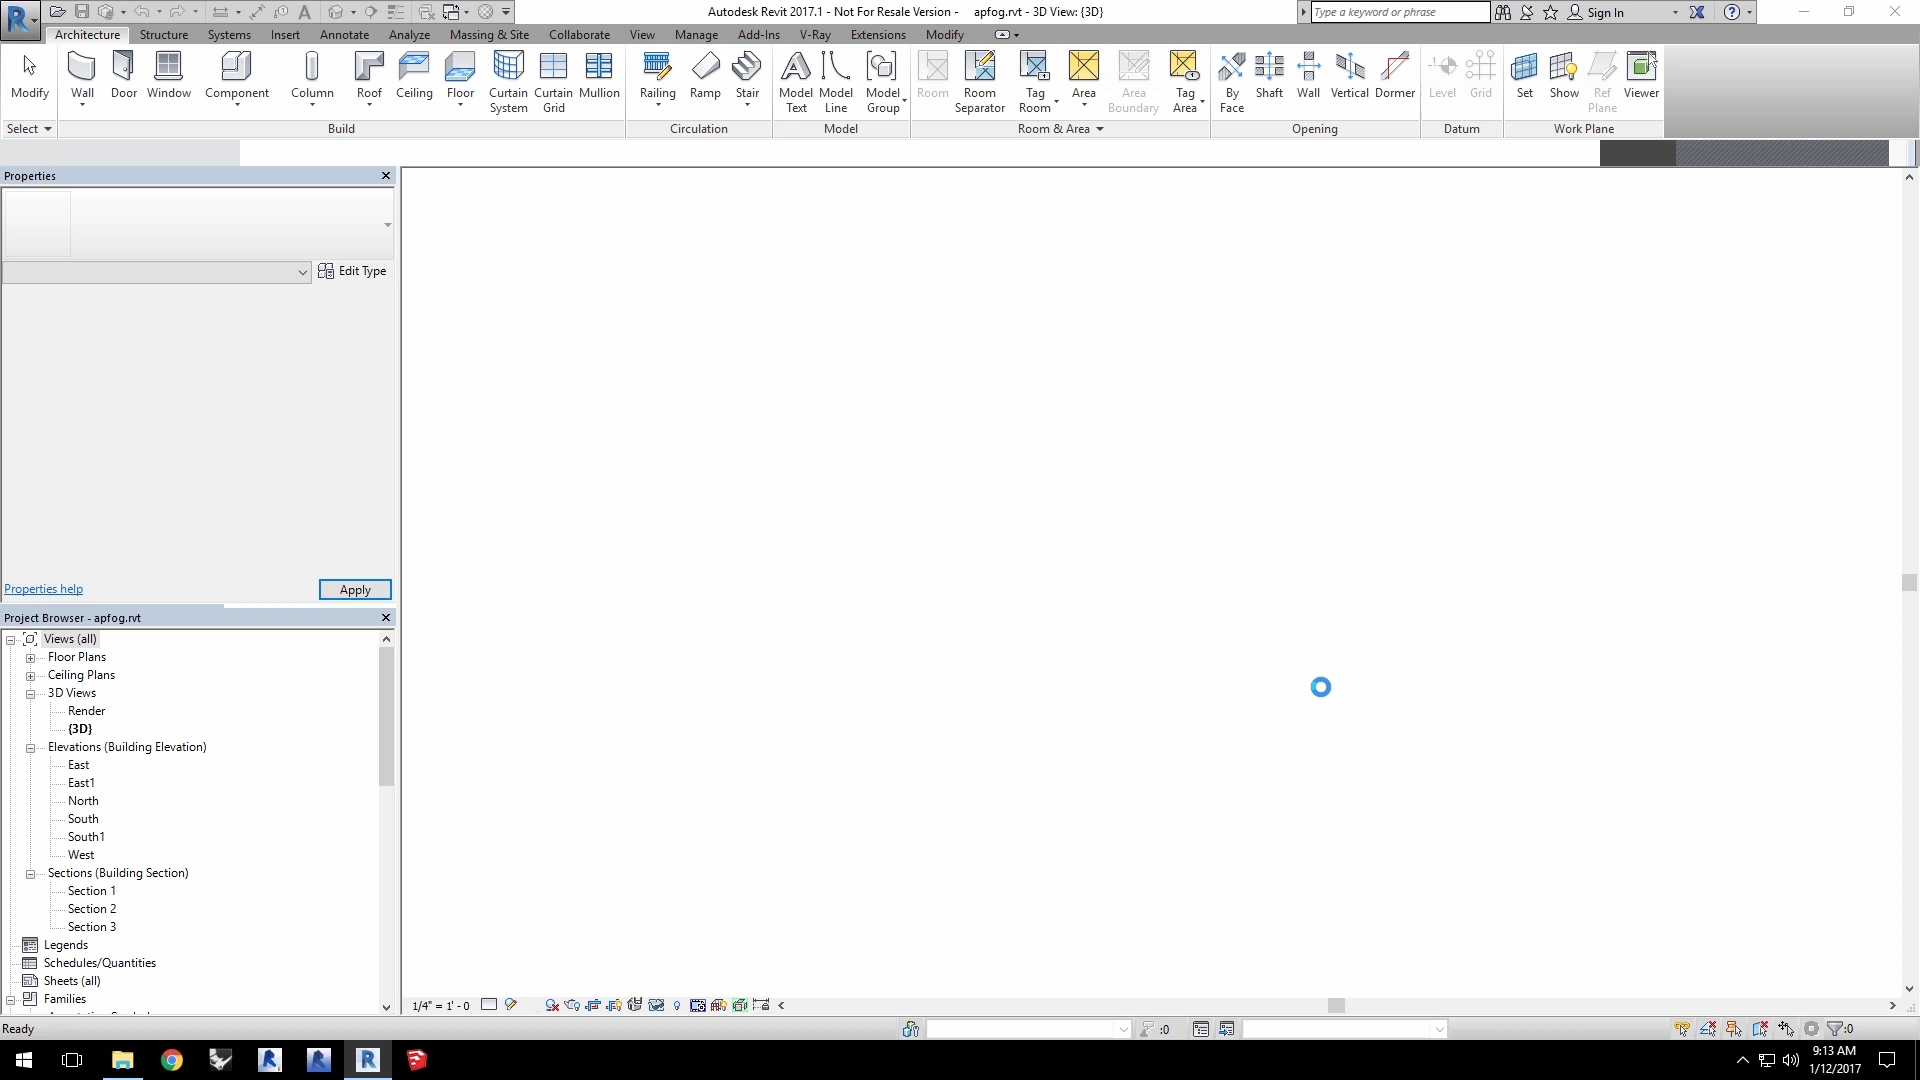 Autodesk Revit 2017.1 - Not For Resale Version - apfog.rvt - 3D View: {3D}
Type a keyword or phrase
Sign In
Architecture Structure Systems Insert Annotate Analyze Massing & Site Collaborate View Manage Add-Ins V-Ray Extensions Modify
Modify
Wall
Door
Window
Component
Column
Roof
Ceiling
Floor
Curtain System
Curtain Grid
Mullion
Railing
Ramp
Stair
Model Text
Model Line
Model Group
Room
Room Separator
Tag Room
Area
Area Boundary
Tag Area
By Face
Shaft
Wall
Vertical
Dormer
Level
Grid
Set
Show
Ref Plane
Viewer
Select
Build
Circulation
Model
Room & Area
Opening
Datum
Work Plane
Properties
Edit Type
Properties help
Apply
Project Browser - apfog.rvt
Views (all)
Floor Plans
Ceiling Plans
3D Views
Render
{3D}
Elevations (Building Elevation)
East
East1
North
South
South1
West
Sections (Building Section)
Section 1
Section 2
Section 3
Legends
Schedules/Quantities
Sheets (all)
Families
1/4" = 1' - 0
Ready
:0
:0
9:13 AM
1/12/2017